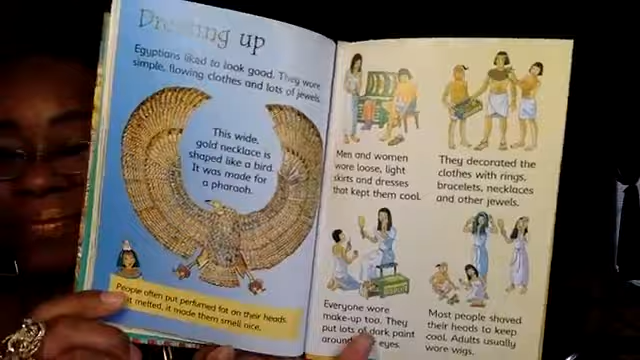 Dressing up
Egyptians liked to look good. They wore
simple, flowing clothes and lots of jewels
This wide,
gold necklace is
shaped like a bird.
It was made for
a pharaoh.
People often put perfumed fat on their heads.
it melted, it made them smell nice.
Men and women
wore loose, light
skirts and dresses
that kept them cool.
They decorated the
clothes with rings,
bracelets, necklaces
and other jewels.
Everyone wore
make-up too. They
put lots of dark paint
around eyes.
Most people shaved
their heads to keep
cool. Adults usually
wore wigs.